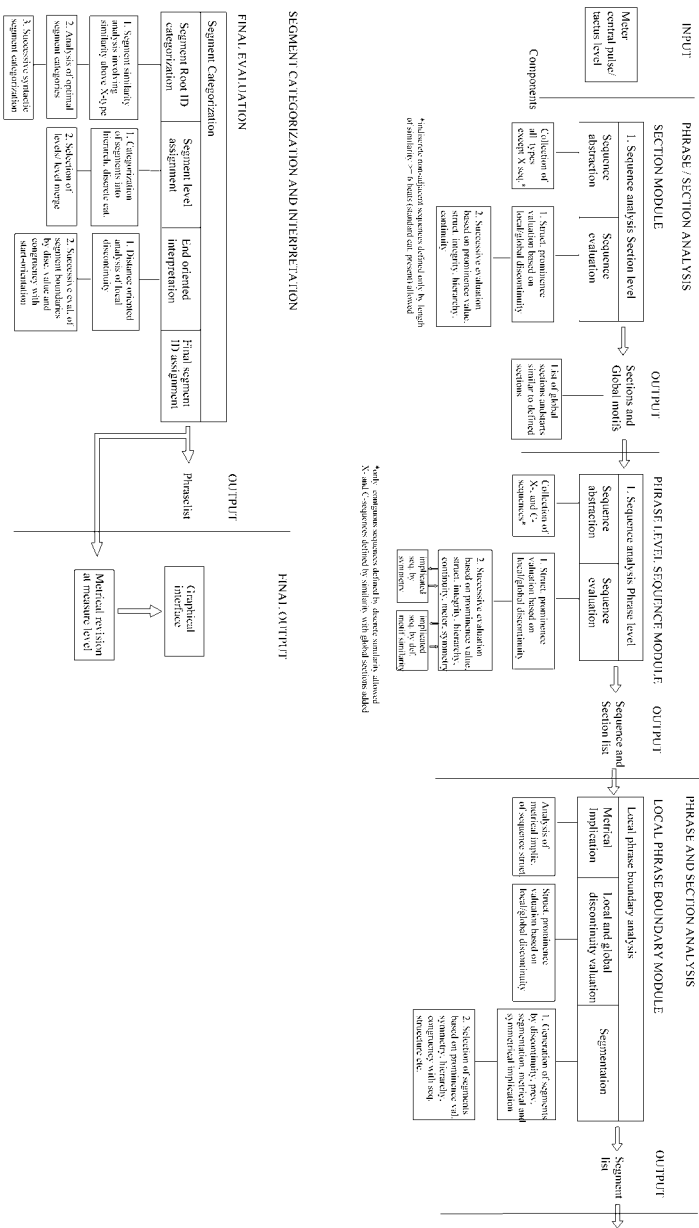 INPUT
Meter
central pulse/
tactus level
PHRASE / SECTION ANALYSIS
SECTION MODULE
1. Sequence analysis Section level
Sequence
abstraction
Sequence
evaluation
Components
Collection of
all types
except X seq.*
1. Struct. prominence
valuation based on
local/global discontinuity
2. Successive evaluation
based on prominence value,
struct. integrity, hierarchy,
continuity
*indiscrete non-adjacent sequences defined only by length
of similarity >= 6 beats (standard cat. present) allowed
OUTPUT
Sections and
Global motifs
List of global
sections andstarts
similar to defined
sections
PHRASE LEVEL SEQUENCE MODULE
1. Sequence analysis Phrase level
Sequence
abstraction
Sequence
evaluation
Collection of
X-, and C-
sequences*
1. Struct. prominence
valuation based on
local/global discontinuity
2. Successive evaluation
based on prominence value,
struct. integrity, hierarchy,
continuity, meter, symmetry
implicated
seq. by
symmetry
implicated
seq. by def.
motif similarity
*only contiguous sequences defined by discrete similarity allowed
X- and C-sequences defined by similarity with global sections added
OUTPUT
Sequence and
Section list
PHRASE AND SECTION ANALYSIS
LOCAL PHRASE BOUNDARY MODULE
Local phrase boundary analysis
Metrical
Implication
Local and global
discontinuity valuation
Segmentation
Analysis of
metrical implic.
of sequence struct.
Struct. prominence
valuation based on
local/global discontinuity
1. Generation of segments
by discontinuity, prev.
segmentation, metrical and
symmetrical implication
2. Selection of segments
based on prominence val.
symmetry, hierarchy,
congruency with seq.
structure etc.
OUTPUT
Segment
list
SEGMENT CATEGORIZATION AND INTERPRETATION
FINAL EVALUATION
Segment Categorization
Segment Root ID
categorization
Segment level
assignment
End oriented
interpretation
Final segment
ID assignment
1. Segment similarity
analysis involving
similarity above X-type
2. Analysis of optimal
segment categories
3. Successive syntactic
segment categorization
1. Categorization
of segments into
hierarch. discrete cat.
2. Selection of
levels/ level merge
1. Distance oriented
analysis of local
discontinuity
2. Successive eval. of
segment boundaries
by disc. value and
congruency with
start-orientation
OUTPUT
Phraselist
FINAL OUTPUT
Graphical
interface
Metrical revision
at measure level